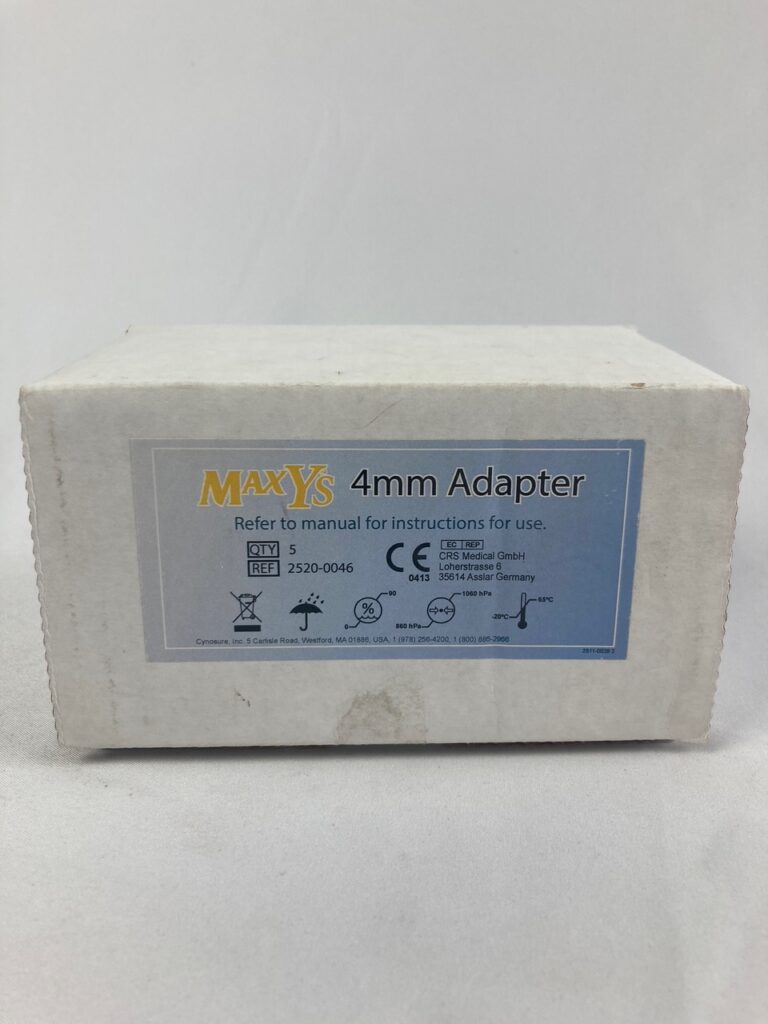 MAXYS 4mm Adapter
Refer to manual for instructions for use.
QTY 5
REF 2520-0046
CE 0413
EC REP
CRS Medical GmbH
Loherstrasse 6
35614 Asslar Germany
% 90 0
1060 hPa 860 hPa
-20°C 65°C
Cynosure, Inc. 5 Carlisle Road, Westford, MA 01886, USA, 1 (978) 256-4200, 1 (800) 886-2966